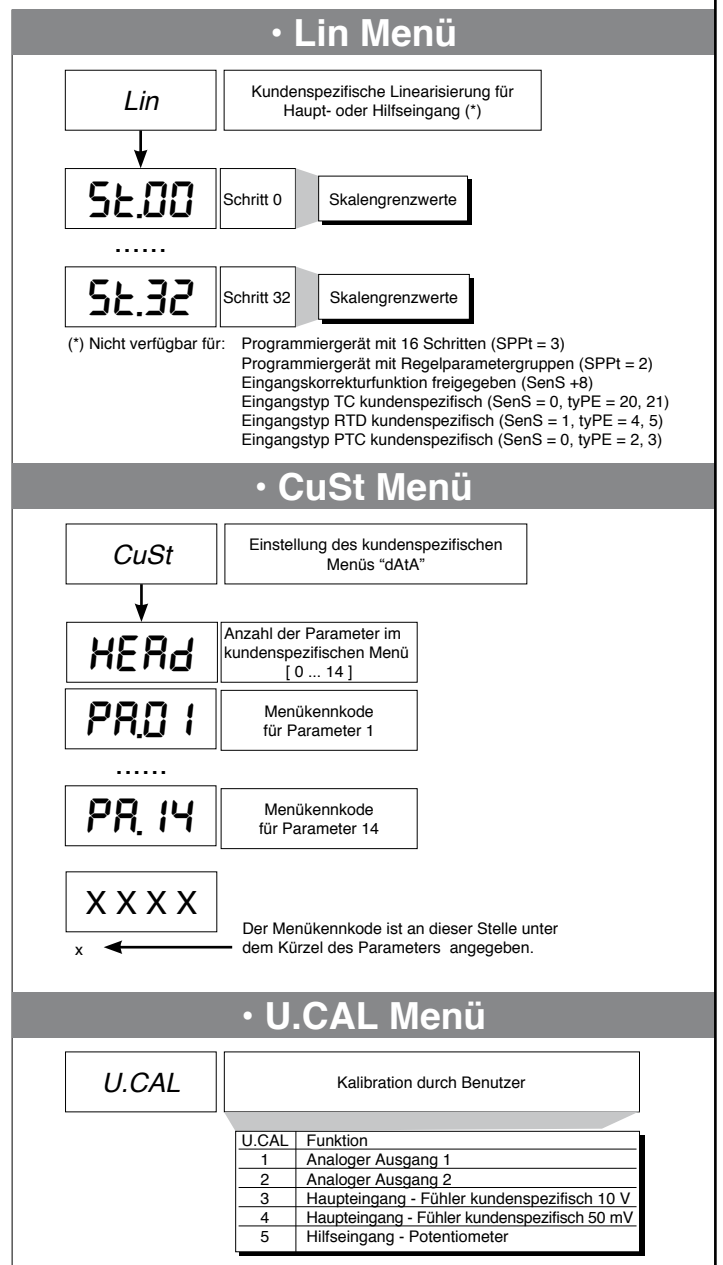 • Lin Menü
Lin
Kundenspezifische Linearisierung für
Haupt- oder Hilfseingang (*)
St.00
Schritt 0
Skalengrenzwerte
......
St.32
Schritt 32
Skalengrenzwerte
(*) Nicht verfügbar für: Programmiergerät mit 16 Schritten (SPPt = 3)
Programmiergerät mit Regelparametergruppen (SPPt = 2)
Eingangskorrekturfunktion freigegeben (SenS +8)
Eingangstyp TC kundenspezifisch (SenS = 0, tyPE = 20, 21)
Eingangstyp RTD kundenspezifisch (SenS = 1, tyPE = 4, 5)
Eingangstyp PTC kundenspezifisch (SenS = 0, tyPE = 2, 3)
• CuSt Menü
CuSt
Einstellung des kundenspezifischen
Menüs “dAtA”
HEAd
Anzahl der Parameter im
kundenspezifischen Menü
[ 0 ... 14 ]
PA.01
Menükennkode
für Parameter 1
......
PA.14
Menükennkode
für Parameter 14
X X X X
x
Der Menükennkode ist an dieser Stelle unter
dem Kürzel des Parameters angegeben.
• U.CAL Menü
U.CAL
Kalibration durch Benutzer
U.CAL Funktion
1 Analoger Ausgang 1
2 Analoger Ausgang 2
3 Haupteingang - Fühler kundenspezifisch 10 V
4 Haupteingang - Fühler kundenspezifisch 50 mV
5 Hilfseingang - Potentiometer